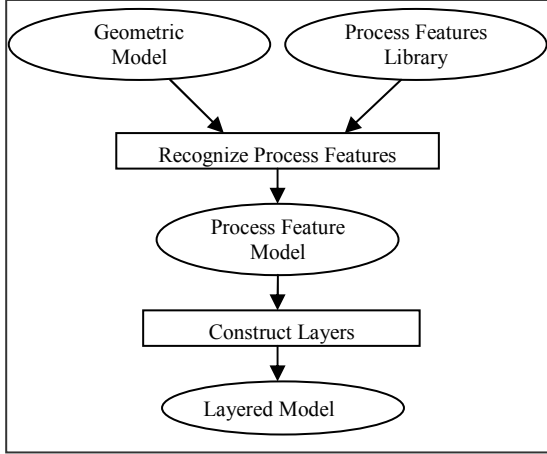 Geometric
Model
Process Features
Library
Recognize Process Features
Process Feature
Model
Construct Layers
Layered Model